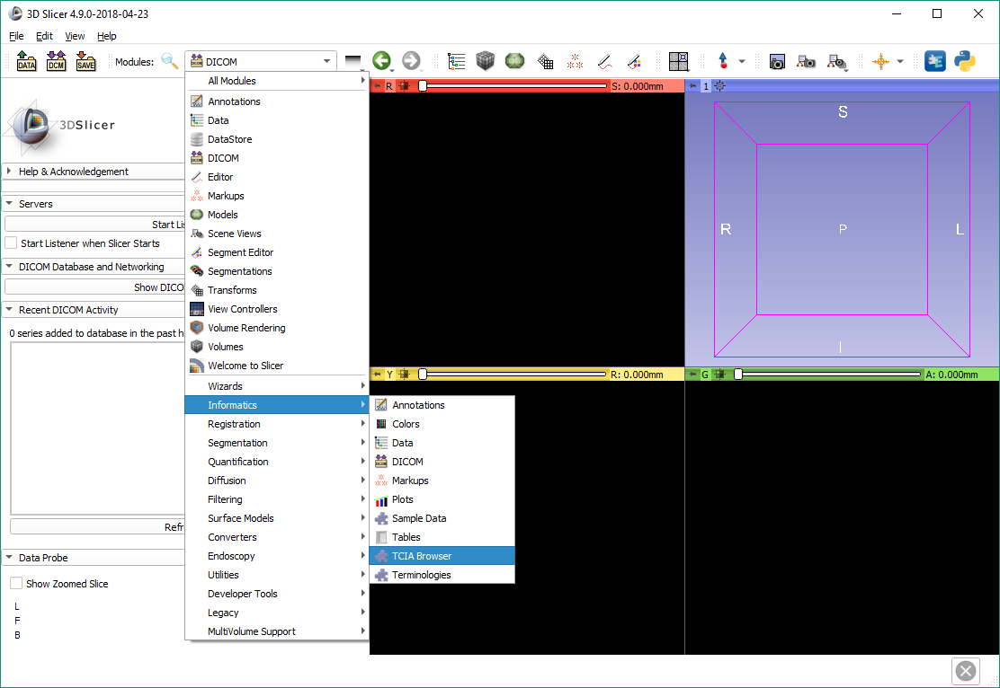 3D Slicer 4.9.0-2018-04-23
File Edit View Help
DATA DCM SAVE Modules: DICOM
3DSlicer
Help & Acknowledgement
Servers
Start Lis
Start Listener when Slicer Starts
DICOM Database and Networking
Show DICO
Recent DICOM Activity
0 series added to database in the past h
Refr
Data Probe
Show Zoomed Slice
L
F
B
All Modules
Annotations
Data
DataStore
DICOM
Editor
Markups
Models
Scene Views
Segment Editor
Segmentations
Transforms
View Controllers
Volume Rendering
Volumes
Welcome to Slicer
Wizards
Informatics
Registration
Segmentation
Quantification
Diffusion
Filtering
Surface Models
Converters
Endoscopy
Utilities
Developer Tools
Legacy
MultiVolume Support
Annotations
Colors
Data
DICOM
Markups
Plots
Sample Data
Tables
TCIA Browser
Terminologies
R S: 0.000mm
1
S
R P L
I
Y R: 0.000mm
G A: 0.000mm